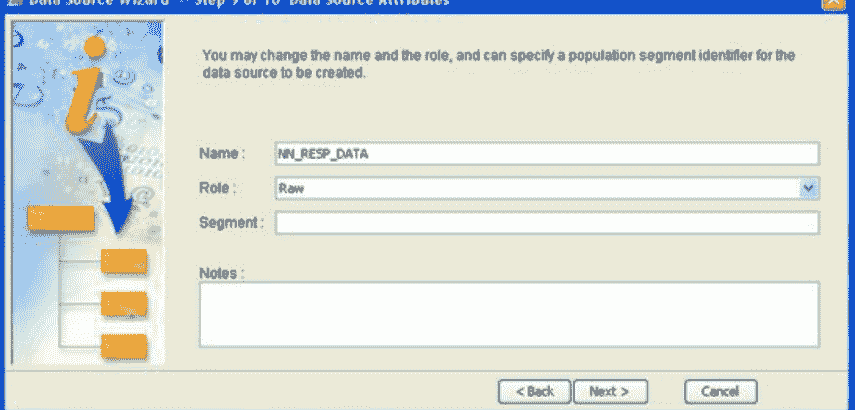 Data Source Wizard -- Step 9 of 10 Data Source Attributes
You may change the name and the role, and can specify a population segment identifier for the
data source to be created.
Name :
NN_RESP_DATA
Role :
Raw
Segment :
Notes :
< Back
Next >
Cancel